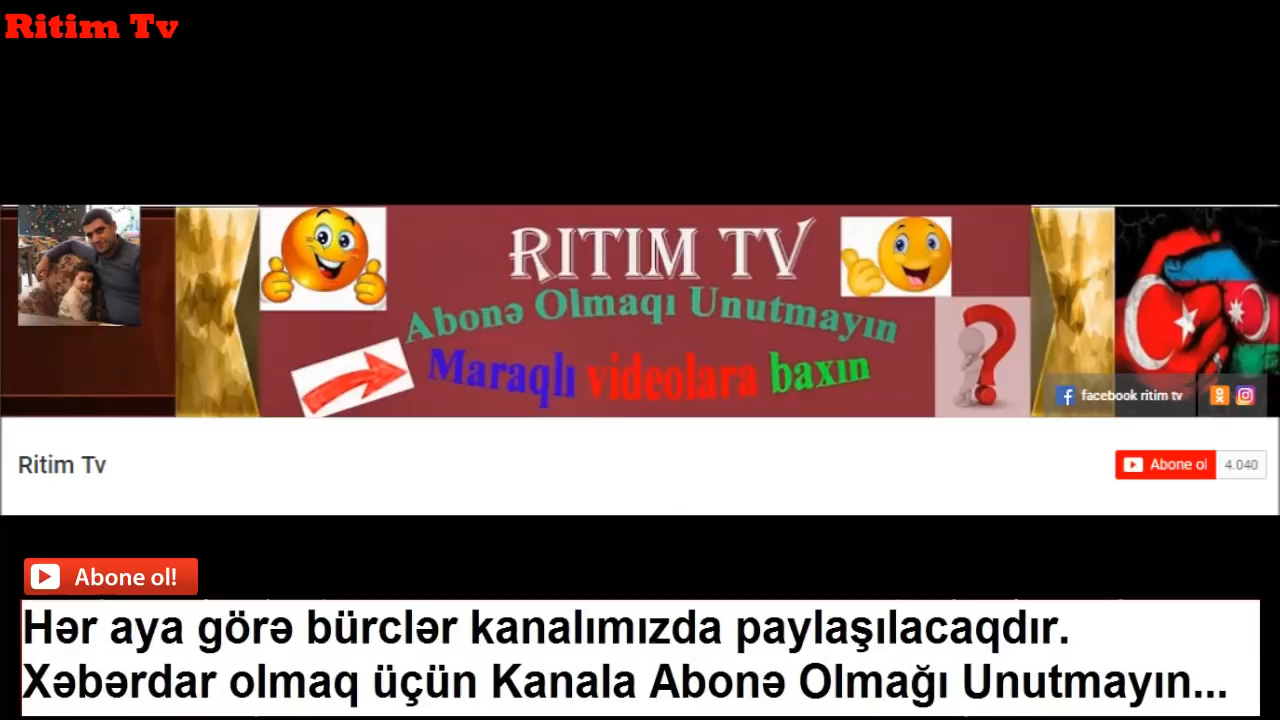 Ritim Tv
RITIM TV
Abonə Olmaqı Unutmayın
Maraqlı videolara baxın
facebook ritim tv
Ritim Tv
Abone ol
4.040
Abone ol!
Hər aya görə bürclər kanalımızda paylaşılacaqdır.
Xəbərdar olmaq üçün Kanala Abonə Olmağı Unutmayın...